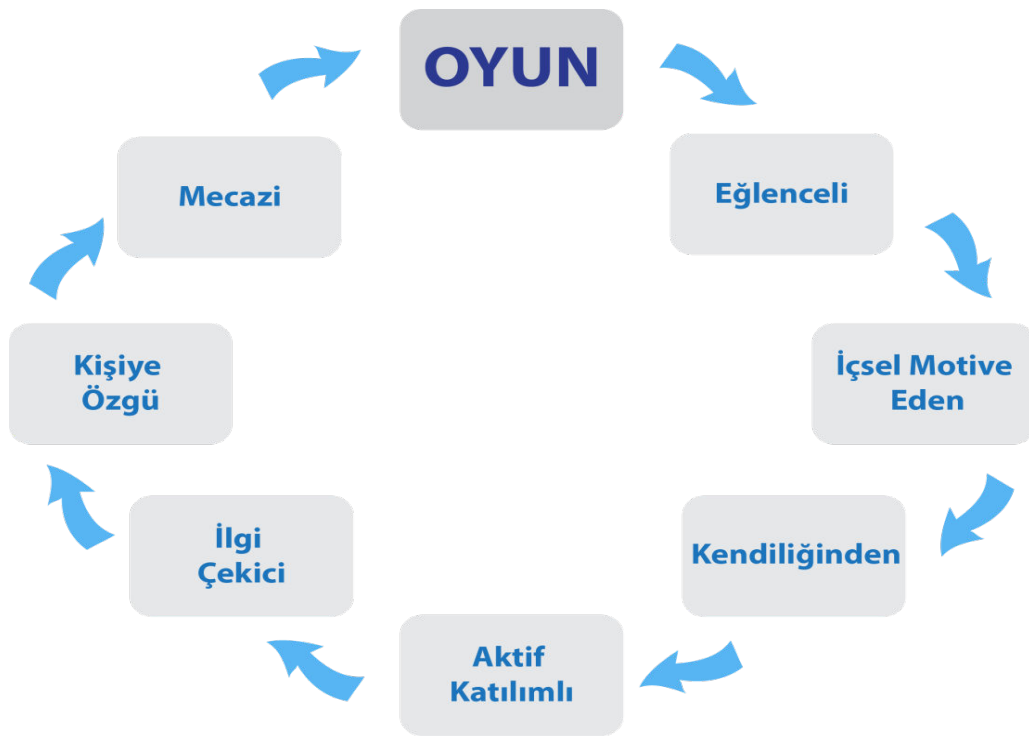 OYUN
Eğlenceli
İçsel Motive
Eden
Kendiliğinden
Aktif
Katılımlı
İlgi
Çekici
Kişiye
Özgü
Mecazi